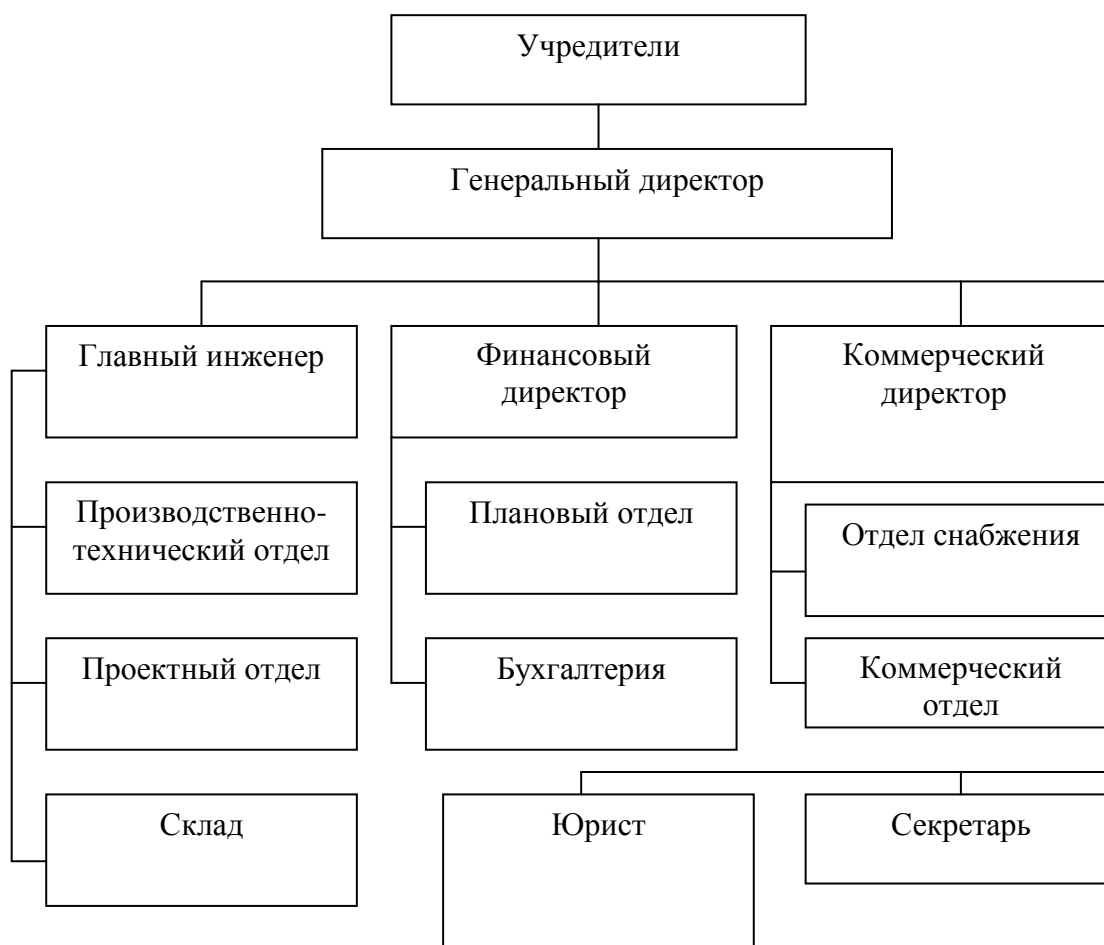 Учредители
Генеральный директор
Главный инженер
Финансовый
директор
Коммерческий
директор
Производственно-
технический отдел
Плановый отдел
Отдел снабжения
Проектный отдел
Бухгалтерия
Коммерческий
отдел
Склад
Юрист
Секретарь